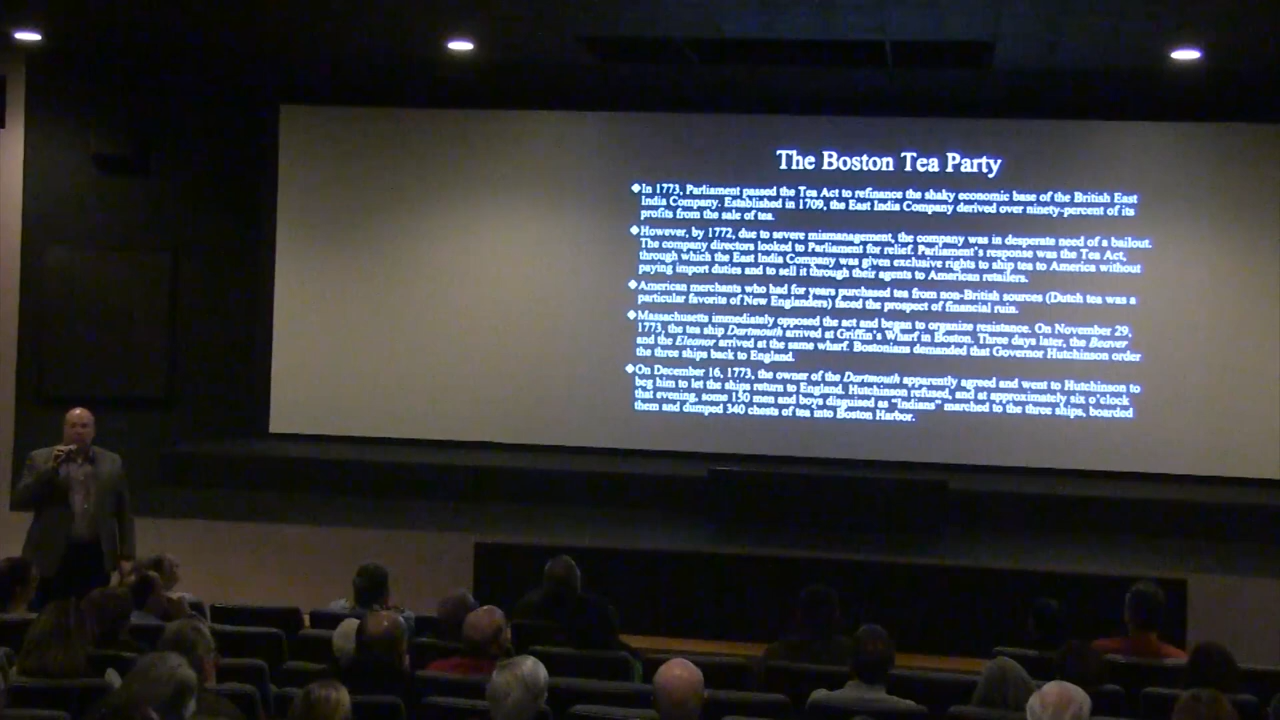 The Boston Tea Party
❖In 1773, Parliament passed the Tea Act to refinance the shaky economic base of the British East
India Company. Established in 1709, the East India Company derived over ninety-percent of its
profits from the sale of tea.
❖However, by 1772, due to severe mismanagement, the company was in desperate need of a bailout.
The company directors looked to Parliament for relief. Parliament's response was the Tea Act,
through which the East India Company was given exclusive rights to ship tea to America without
paying import duties and to sell it through their agents to American retailers.
❖American merchants who had for years purchased tea from non-British sources (Dutch tea was a
particular favorite of New Englanders) faced the prospect of financial ruin.
❖Massachusetts immediately opposed the act and began to organize resistance. On November 29,
1773, the tea ship Dartmouth arrived at Griffin's Wharf in Boston. Three days later, the Beaver
and the Eleanor arrived at the same wharf. Bostonians demanded that Governor Hutchinson order
the three ships back to England.
❖On December 16, 1773, the owner of the Dartmouth apparently agreed and went to Hutchinson to
beg him to let the ships return to England. Hutchinson refused, and at approximately six o'clock
that evening, some 150 men and boys disguised as "Indians" marched to the three ships, boarded
them and dumped 340 chests of tea into Boston Harbor.